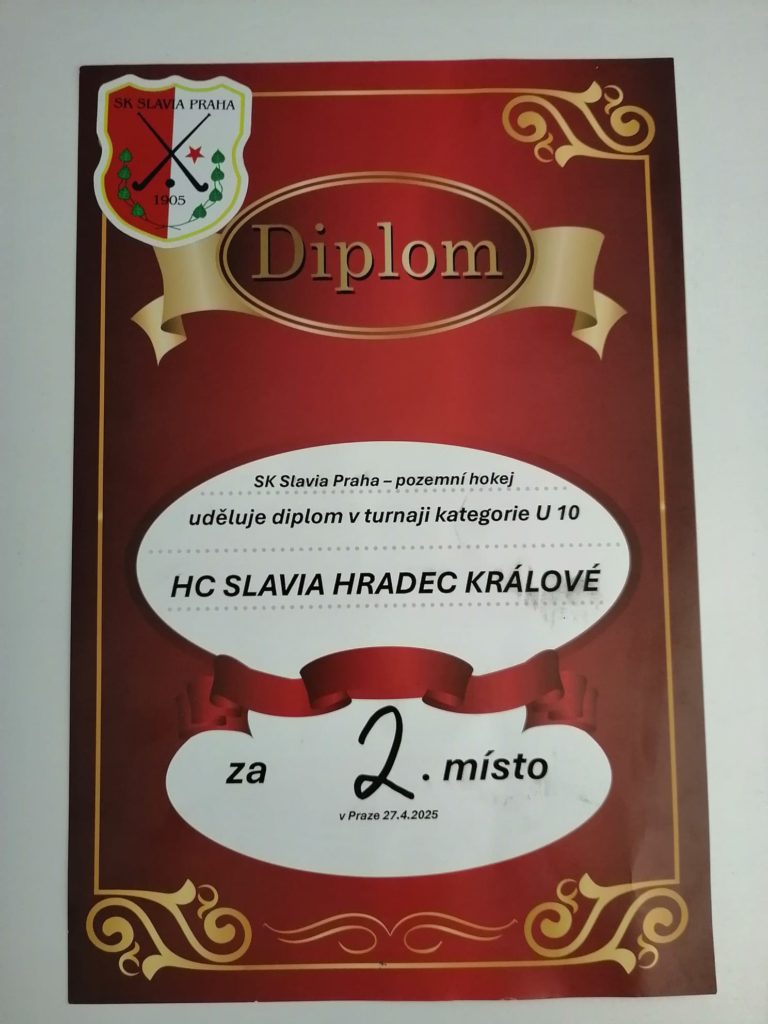 SK SLAVIA PRAHA
1905
Diplom
SK Slavia Praha – pozemní hokej
uděluje diplom v turnaji kategorie U 10
HC SLAVIA HRADEC KRÁLOVÉ
za 2. místo
v Praze 27.4.2025